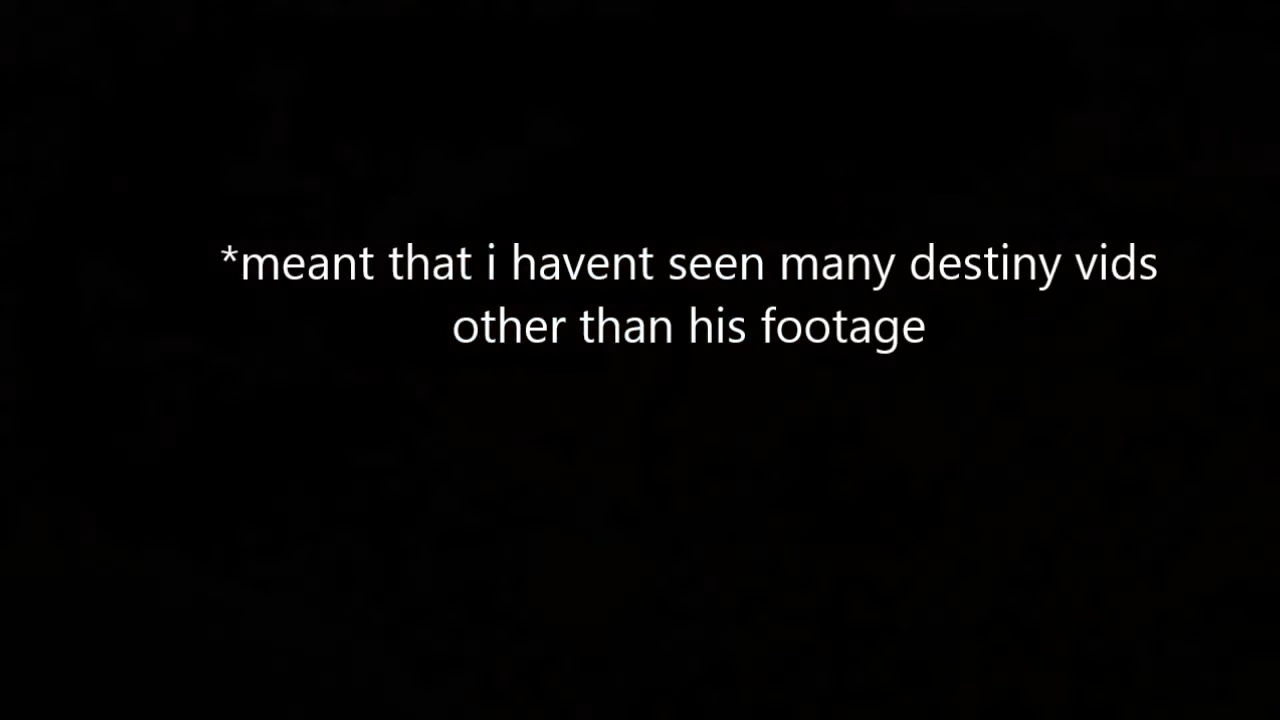 *meant that i havent seen many destiny vids
other than his footage